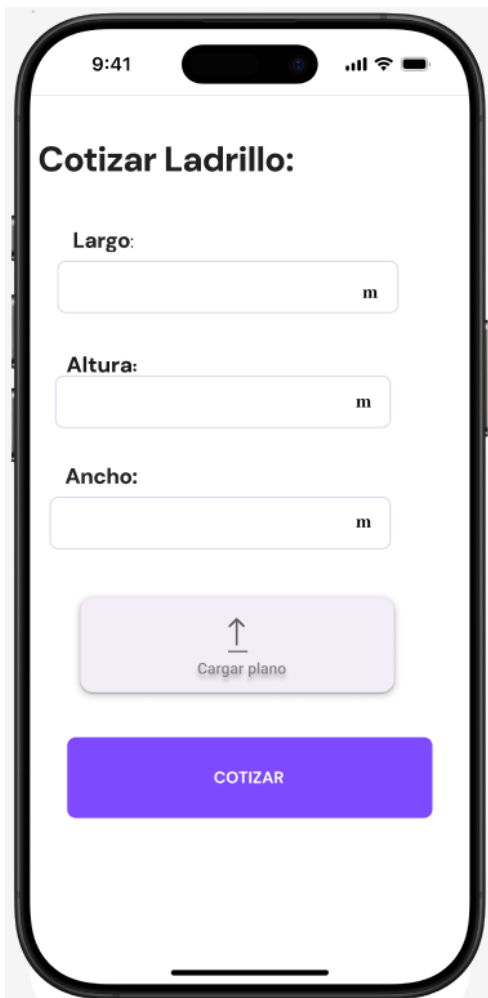 9:41
Cotizar Ladrillo:
Largo:
m
Altura:
m
Ancho:
m
Cargar plano
COTIZAR